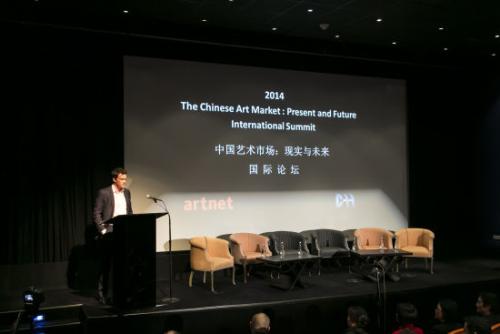 2014
The Chinese Art Market : Present and Future
International Summit
中国艺术市场：现实与未来
国际论坛
artnet